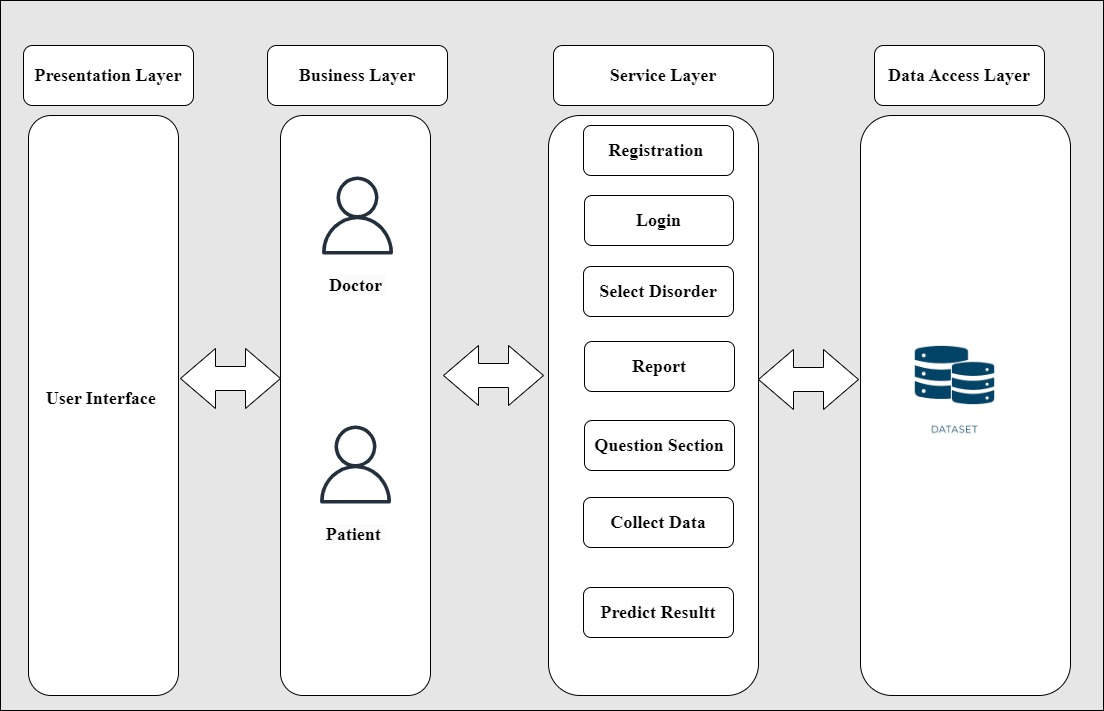 Presentation Layer
Business Layer
Service Layer
Data Access Layer
User Interface
Doctor
Patient
Registration
Login
Select Disorder
Report
Question Section
Collect Data
Predict Resultt
DATASET